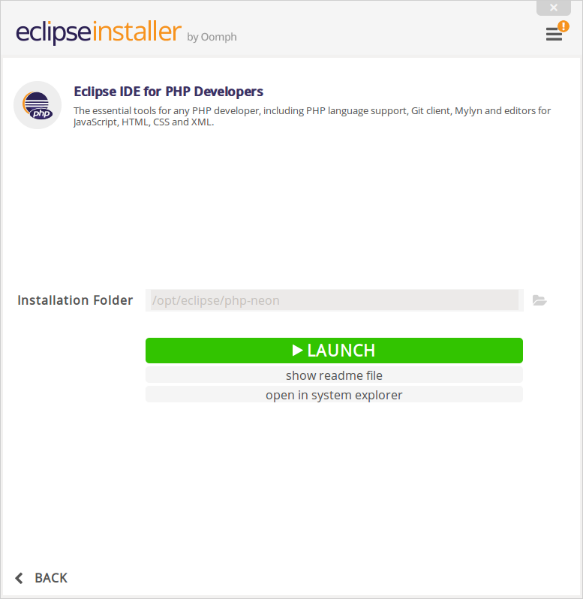 eclipseinstaller by Oomph
!
php
Eclipse IDE for PHP Developers
The essential tools for any PHP developer, including PHP language support, Git client, Mylyn and editors for
JavaScript, HTML, CSS and XML.
Installation Folder
/opt/eclipse/php-neon
LAUNCH
show readme file
open in system explorer
BACK